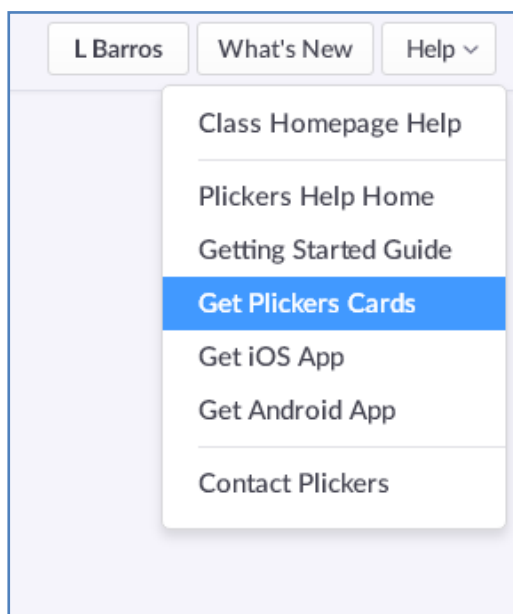 L Barros What's New Help
Class Homepage Help
Plickers Help Home
Getting Started Guide
Get Plickers Cards
Get iOS App
Get Android App
Contact Plickers